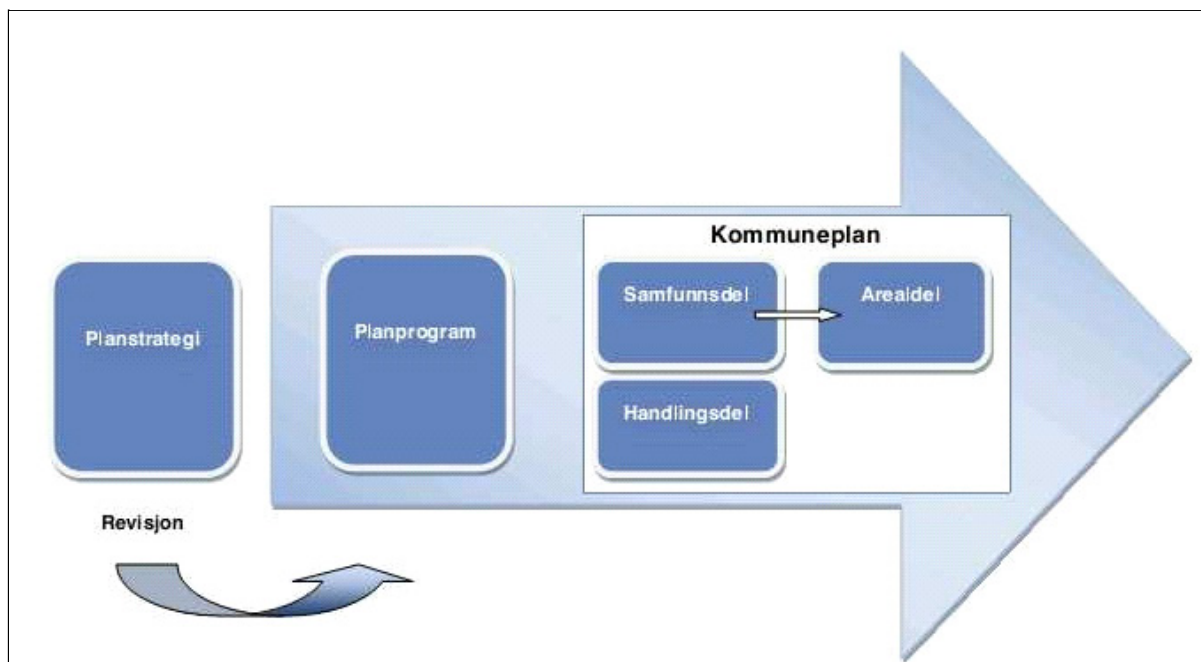 Kommuneplan
Samfunnsdel
Arealdel
Planstrategi
Planprogram
Handlingsdel
Revisjon